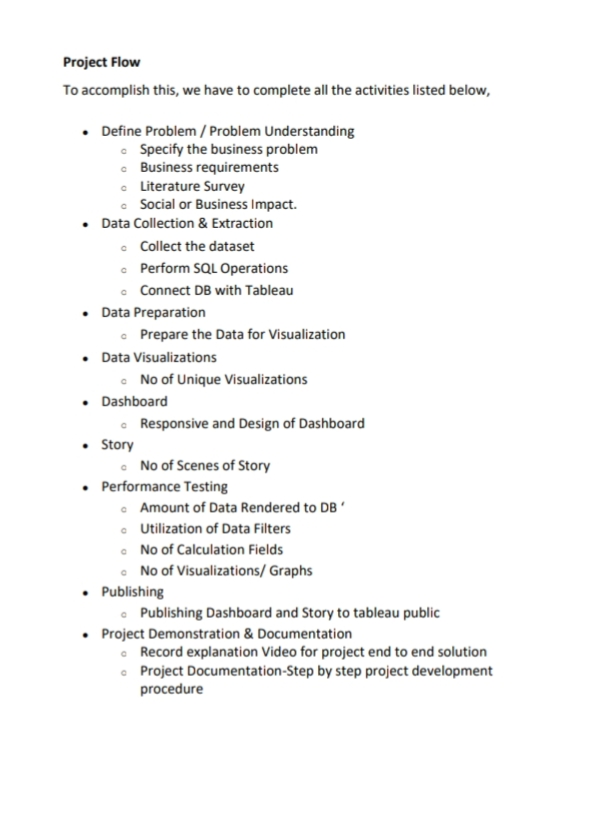 Project Flow
To accomplish this, we have to complete all the activities listed below,
• Define Problem / Problem Understanding
o Specify the business problem
o Business requirements
o Literature Survey
o Social or Business Impact.
• Data Collection & Extraction
o Collect the dataset
o Perform SQL Operations
o Connect DB with Tableau
• Data Preparation
o Prepare the Data for Visualization
• Data Visualizations
o No of Unique Visualizations
• Dashboard
o Responsive and Design of Dashboard
• Story
o No of Scenes of Story
• Performance Testing
o Amount of Data Rendered to DB ‘
o Utilization of Data Filters
o No of Calculation Fields
o No of Visualizations/ Graphs
• Publishing
o Publishing Dashboard and Story to tableau public
• Project Demonstration & Documentation
o Record explanation Video for project end to end solution
o Project Documentation-Step by step project development
procedure